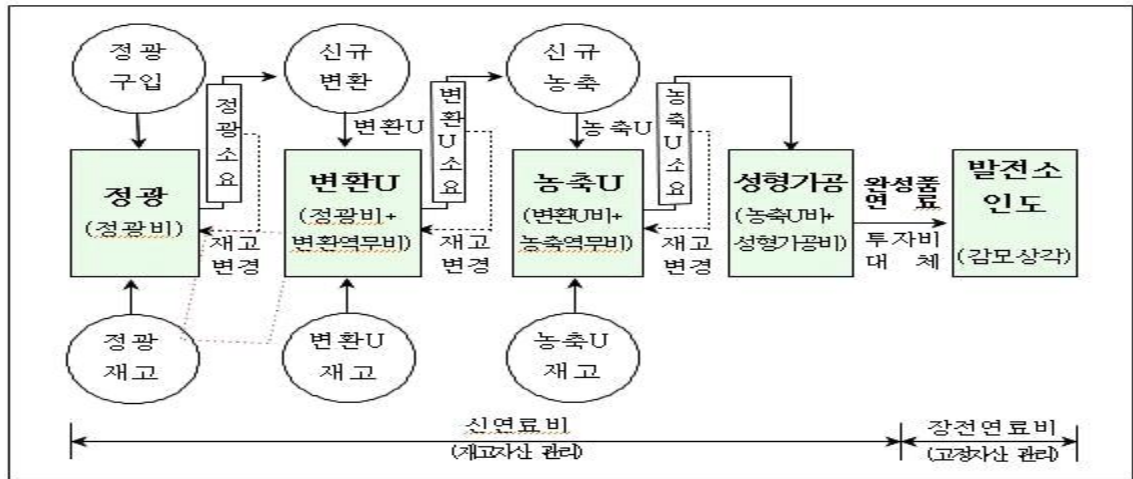 정광
구입
신규
변환
신규
농축
정광소요
변환U
변환U소요
농축U
농축U소요
정광
(정광비)
재고
변경
변환U
(정광비+
변환역무비)
재고
변경
농축U
(변환U비+
농축역무비)
재고
변경
성형가공
(농축U비+
성형가공비)
완성품
연료
투자비
대체
발전소
인도
(감모상각)
정광
재고
변환U
재고
농축U
재고
신연료비
(재고자산 관리)
장전연료비
(고정자산 관리)